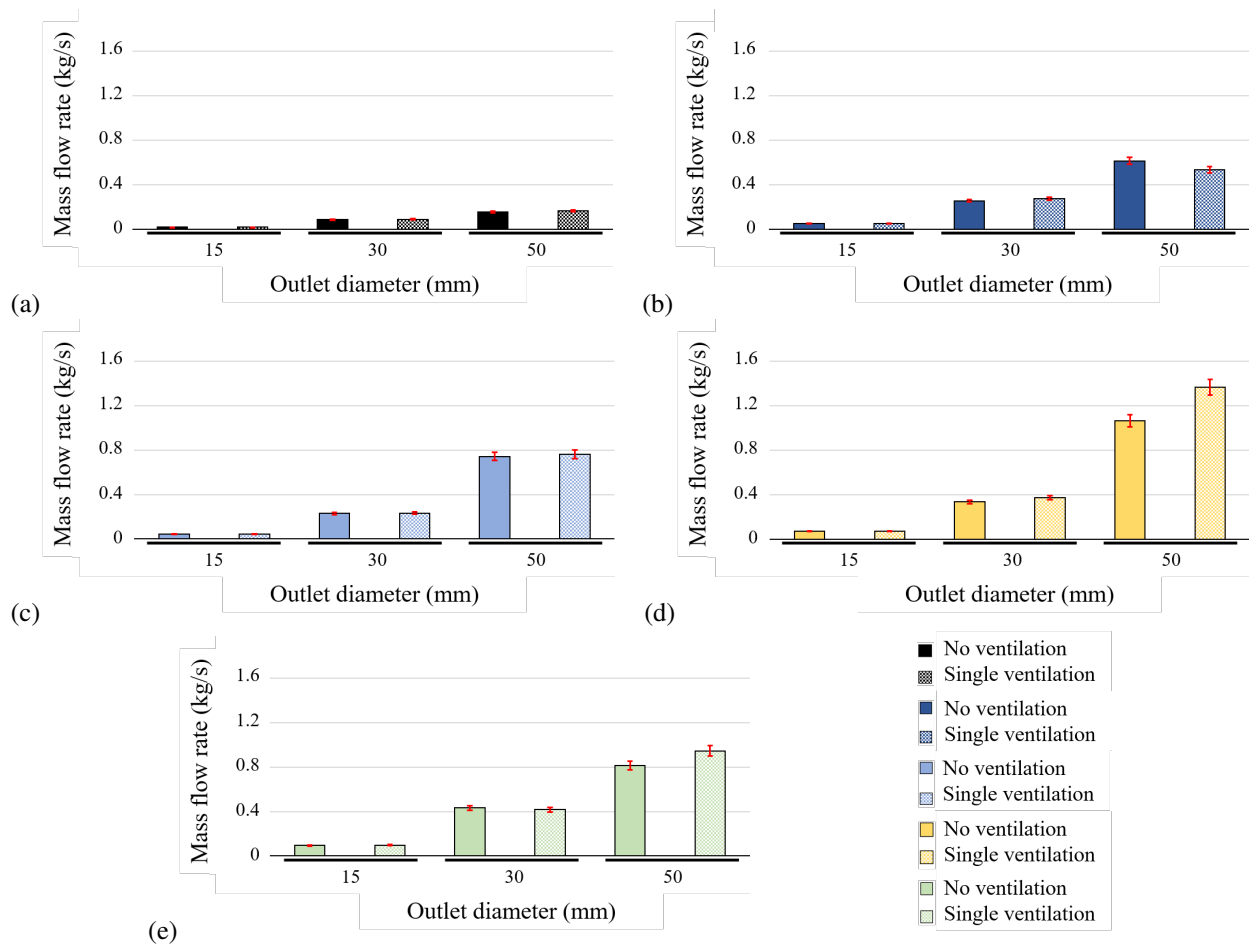 Mass flow rate (kg/s)
1.6
1.2
0.8
0.4
0
15
30
50
Outlet diameter (mm)
(a)
Mass flow rate (kg/s)
1.6
1.2
0.8
0.4
0
15
30
50
Outlet diameter (mm)
(b)
Mass flow rate (kg/s)
1.6
1.2
0.8
0.4
0
15
30
50
Outlet diameter (mm)
(c)
Mass flow rate (kg/s)
1.6
1.2
0.8
0.4
0
15
30
50
Outlet diameter (mm)
(d)
Mass flow rate (kg/s)
1.6
1.2
0.8
0.4
0
15
30
50
Outlet diameter (mm)
(e)
No ventilation
Single ventilation
No ventilation
Single ventilation
No ventilation
Single ventilation
No ventilation
Single ventilation
No ventilation
Single ventilation